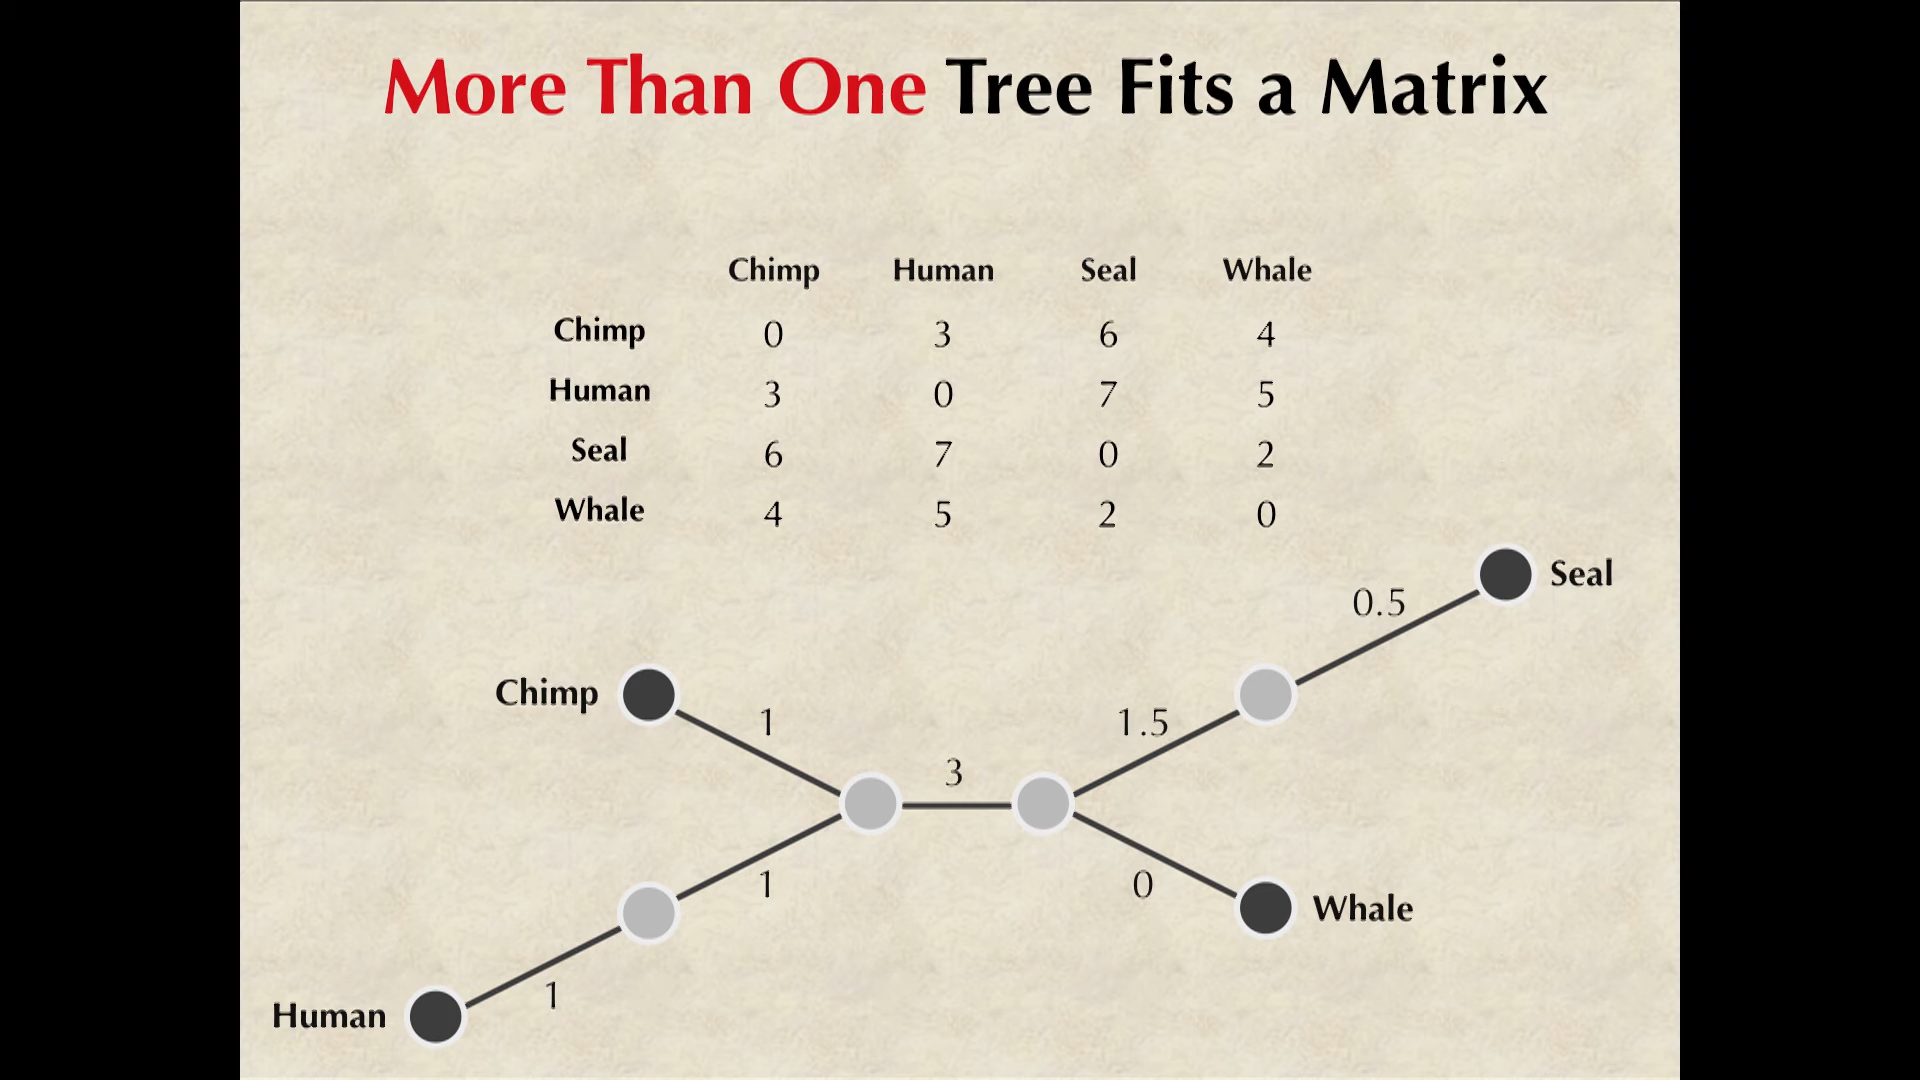 More Than One Tree Fits a Matrix
Chimp Human Seal Whale
Chimp 0 3 6 4
Human 3 0 7 5
Seal 6 7 0 2
Whale 4 5 2 0
Seal
0.5
Chimp
1
1.5
3
1
0
Whale
1
Human